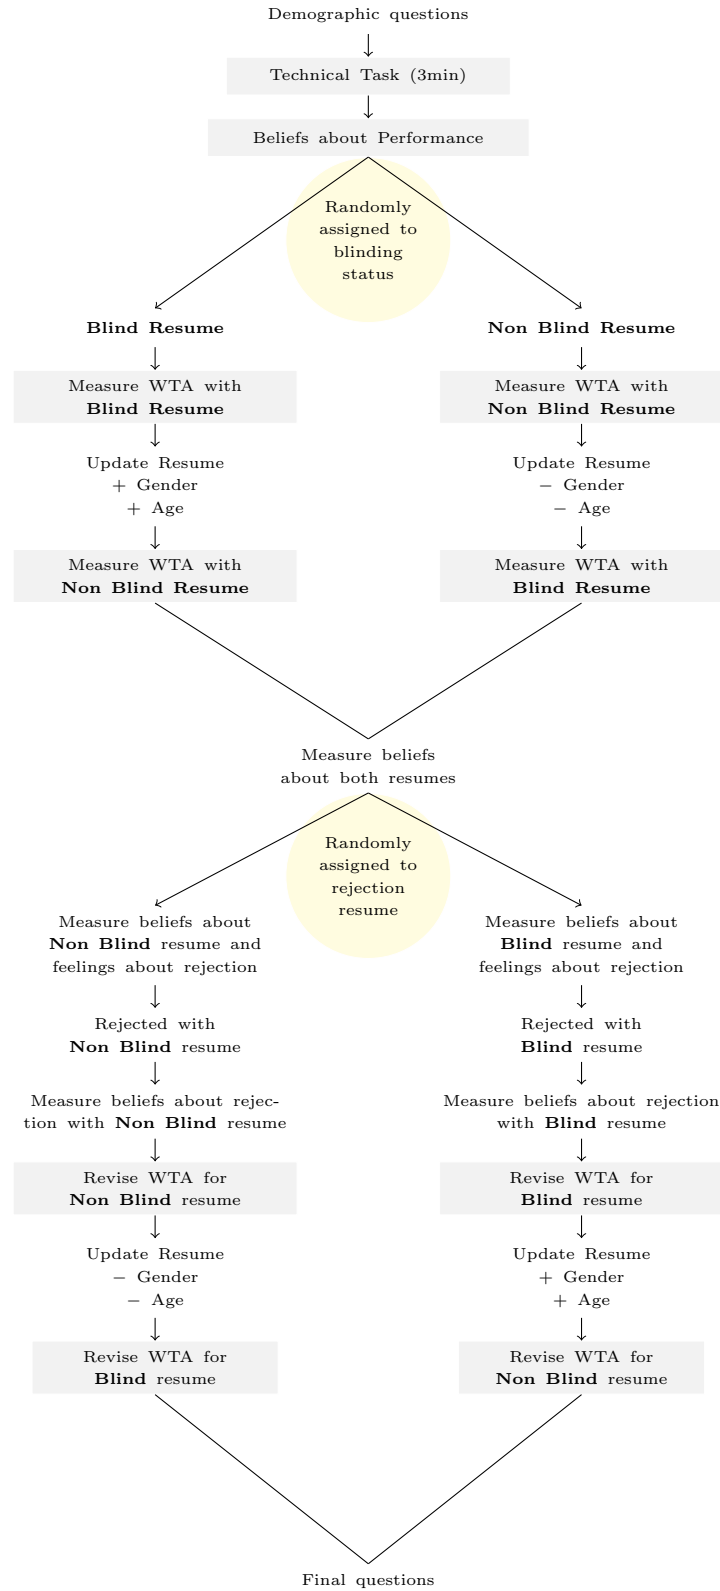 Demographic questions
Technical Task (3min)
Beliefs about Performance
Randomly
assigned to
blinding
status
Blind Resume
Measure WTA with
Blind Resume
Update Resume
+ Gender
+ Age
Measure WTA with
Non Blind Resume
Non Blind Resume
Measure WTA with
Non Blind Resume
Update Resume
− Gender
− Age
Measure WTA with
Blind Resume
Measure beliefs
about both resumes
Randomly
assigned to
rejection
resume
Measure beliefs about
Non Blind resume and
feelings about rejection
Rejected with
Non Blind resume
Measure beliefs about rejec-
tion with Non Blind resume
Revise WTA for
Non Blind resume
Update Resume
− Gender
− Age
Revise WTA for
Blind resume
Measure beliefs about
Blind resume and
feelings about rejection
Rejected with
Blind resume
Measure beliefs about rejection
with Blind resume
Revise WTA for
Blind resume
Update Resume
+ Gender
+ Age
Revise WTA for
Non Blind resume
Final questions